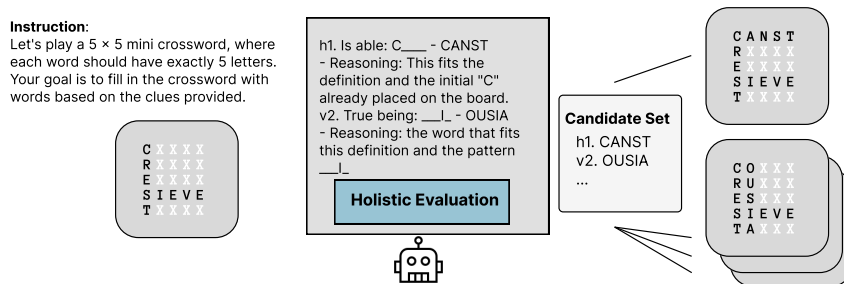 Instruction:
Let's play a 5 × 5 mini crossword, where
each word should have exactly 5 letters.
Your goal is to fill in the crossword with
words based on the clues provided.
C X X X X
R X X X X
E X X X X
S I E V E
T X X X X
h1. Is able: C____ - CANST
- Reasoning: This fits the
definition and the initial "C"
already placed on the board.
v2. True being: ___I_ - OUSIA
- Reasoning: the word that fits
this definition and the pattern
___I_
Holistic Evaluation
Candidate Set
h1. CANST
v2. OUSIA
...
C A N S T
R X X X X
E X X X X
S I E V E
T X X X X
C O X X X
R U X X X
E S X X X
S I E V E
T A X X X